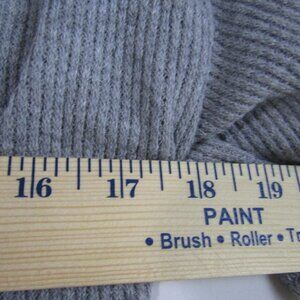 16 17 18 19
PAINT
• Brush • Roller •